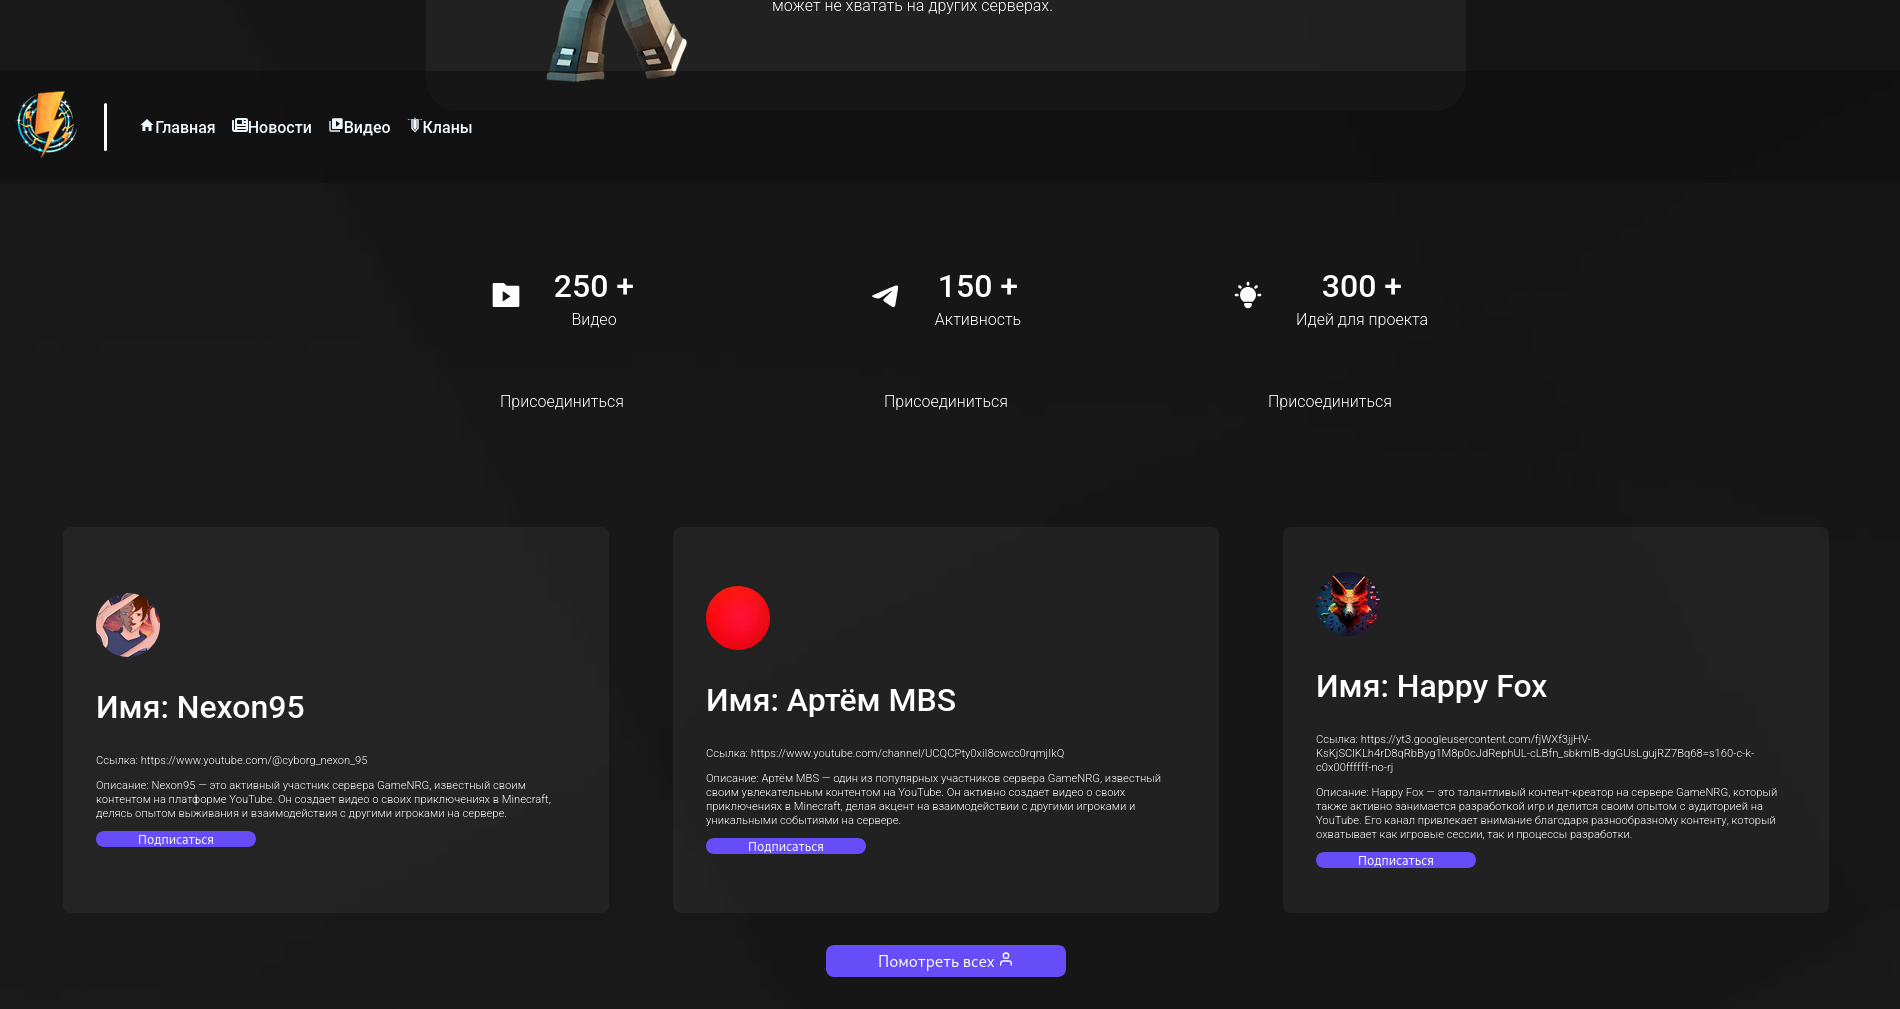 может не хватать на других серверах.
Главная Новости Видео Кланы
250 + 150 + 300 +
Видео Активность Идей для проекта
Присоединиться Присоединиться Присоединиться
Имя: Nexon95
Ссылка: https://www.youtube.com/@cyborg_nexon_95
Описание: Nexon95 — это активный участник сервера GameNRG, известный своим
контентом на платформе YouTube. Он создает видео о своих приключениях в Minecraft,
делясь опытом выживания и взаимодействия с другими игроками на сервере.
Подписаться
Имя: Артём MBS
Ссылка: https://www.youtube.com/channel/UCQCPty0xiI8cwcc0rqmjIkQ
Описание: Артём MBS — один из популярных участников сервера GameNRG, известный
своим увлекательным контентом на YouTube. Он активно создает видео о своих
приключениях в Minecraft, делая акцент на взаимодействии с другими игроками и
уникальными событиями на сервере.
Подписаться
Имя: Happy Fox
Ссылка: https://yt3.googleusercontent.com/fjWXf3jjHV-
KsKjSCIKLh4rD8qRbByg1M8p0cJdRephUL-cLBfn_sbkmIB-dgGUsLgujRZ7Bq68=s160-c-k-
c0x00ffffff-no-rj
Описание: Happy Fox — это талантливый контент-креатор на сервере GameNRG, который
также активно занимается разработкой игр и делится своим опытом с аудиторией на
YouTube. Его канал привлекает внимание благодаря разнообразному контенту, который
охватывает как игровые сессии, так и процессы разработки.
Подписаться
Помотреть всех